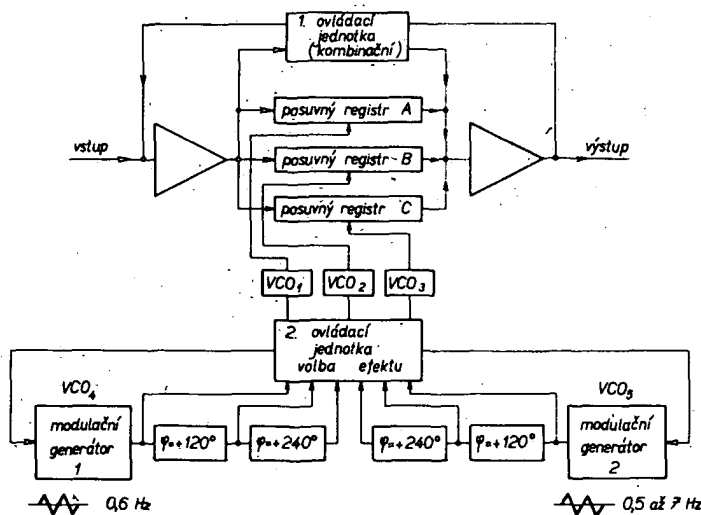 1. ovládací
jednotka
(kombinační)
posuvný registr A
vstup
posuvný registr B
výstup
posuvný registr C
VCO1
VCO2
VCO3
2. ovládací
jednotka
volba efektu
VCO4
VCO5
modulační
generátor
1
φ=+120°
φ=+240°
φ=+240°
φ=+120°
modulační
generátor
2
0,6 Hz
0,5 až 7 Hz